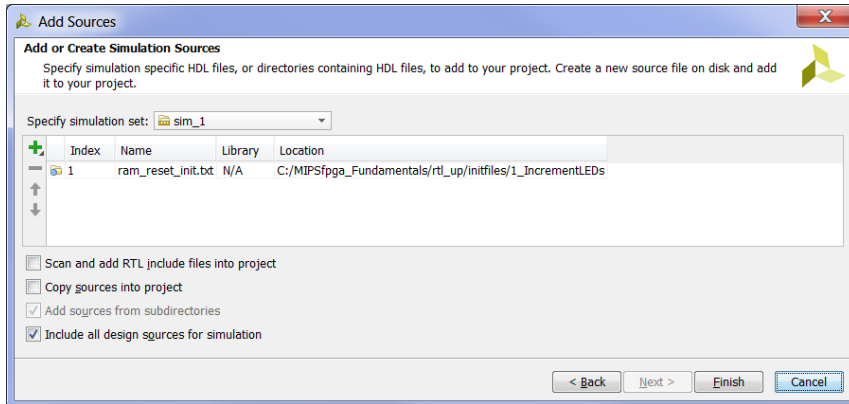 Add Sources
Add or Create Simulation Sources
Specify simulation specific HDL files, or directories containing HDL files, to add to your project. Create a new source file on disk and add
it to your project.
Specify simulation set: sim_1
Index Name Library Location
1 ram_reset_init.txt N/A C:/MIPSfpga_Fundamentals/rtl_up/initfiles/1_IncrementLEDs
Scan and add RTL include files into project
Copy sources into project
Add sources from subdirectories
Include all design sources for simulation
< Back Next > Finish Cancel